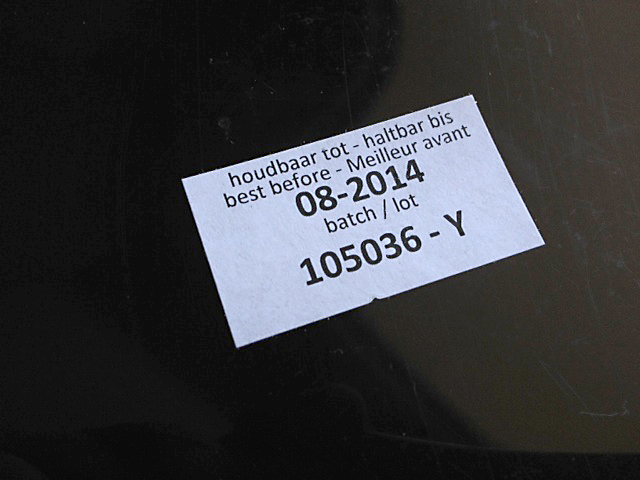 houdbaar tot - haltbar bis
best before - Meilleur avant
08-2014
batch / lot
105036 - Y